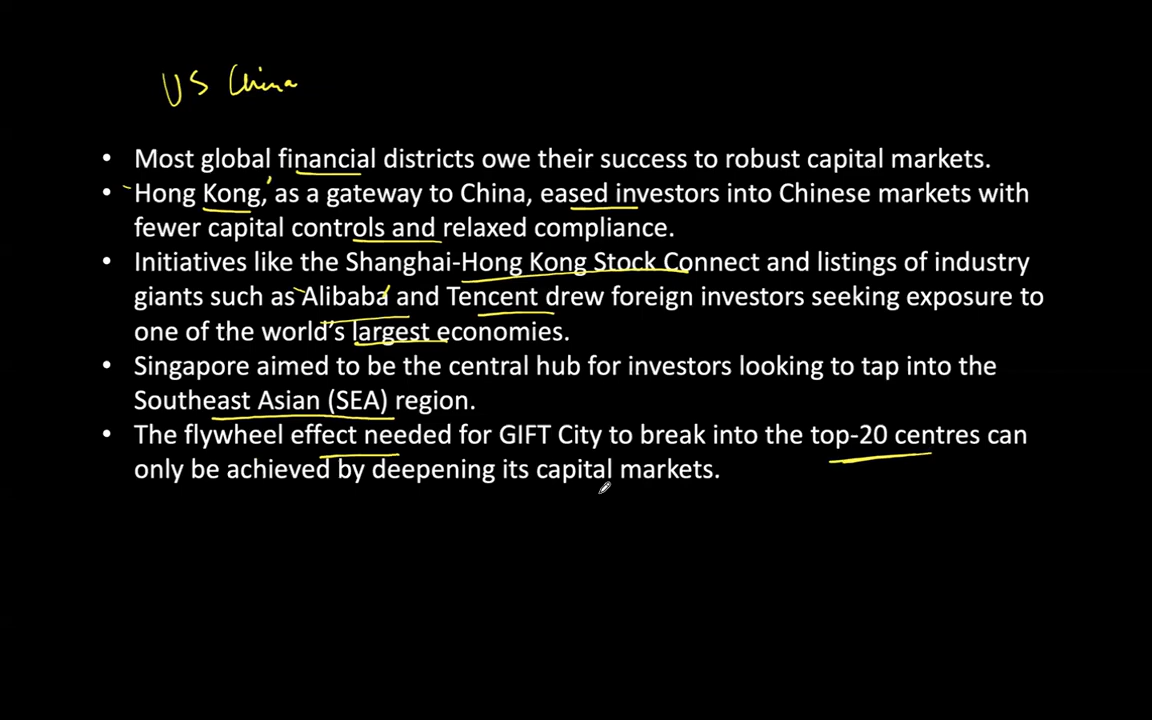 US China
• Most global financial districts owe their success to robust capital markets.
• Hong Kong, as a gateway to China, eased investors into Chinese markets with
fewer capital controls and relaxed compliance.
• Initiatives like the Shanghai-Hong Kong Stock Connect and listings of industry
giants such as Alibaba and Tencent drew foreign investors seeking exposure to
one of the world's largest economies.
• Singapore aimed to be the central hub for investors looking to tap into the
Southeast Asian (SEA) region.
• The flywheel effect needed for GIFT City to break into the top-20 centres can
only be achieved by deepening its capital markets.